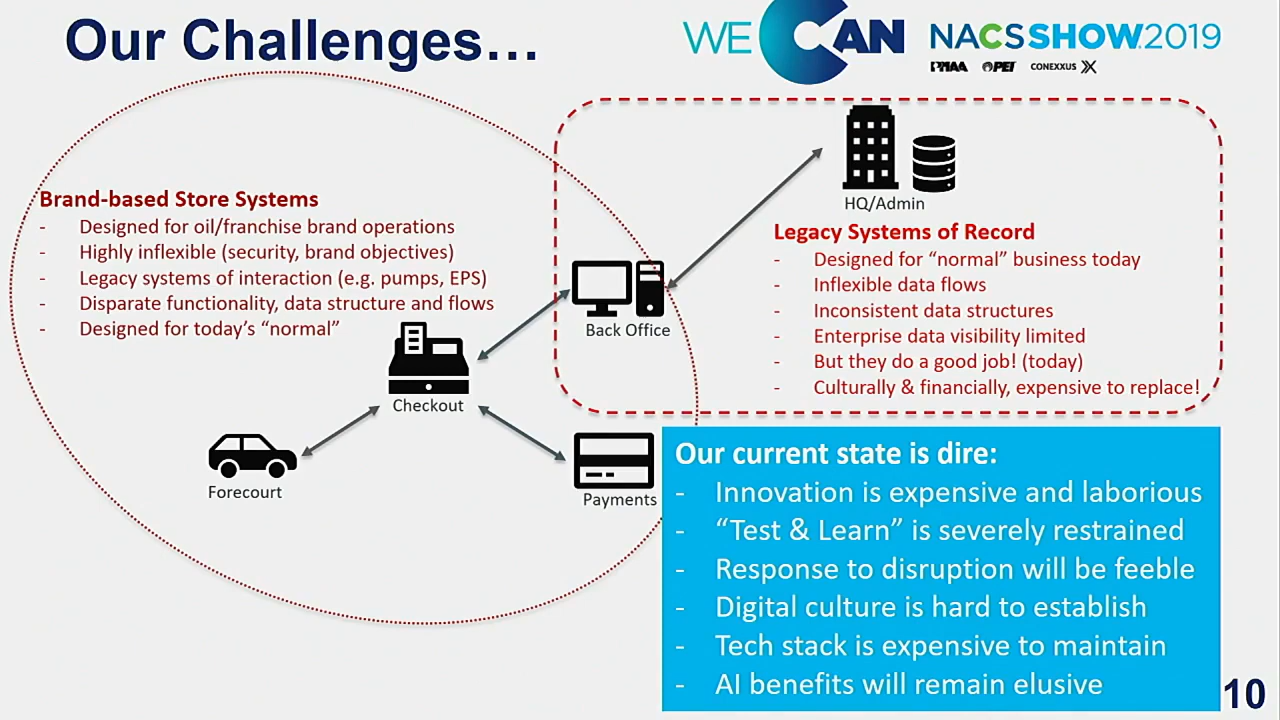 Our Challenges…
WE CAN
NACS SHOW 2019
PMAA PEI CONEXXUS
Brand-based Store Systems
- Designed for oil/franchise brand operations
- Highly inflexible (security, brand objectives)
- Legacy systems of interaction (e.g. pumps, EPS)
- Disparate functionality, data structure and flows
- Designed for today’s “normal”
HQ/Admin
Legacy Systems of Record
- Designed for “normal” business today
- Inflexible data flows
- Inconsistent data structures
- Enterprise data visibility limited
- But they do a good job! (today)
- Culturally & financially, expensive to replace!
Back Office
Checkout
Forecourt
Payments
Our current state is dire:
- Innovation is expensive and laborious
- “Test & Learn” is severely restrained
- Response to disruption will be feeble
- Digital culture is hard to establish
- Tech stack is expensive to maintain
- AI benefits will remain elusive
10